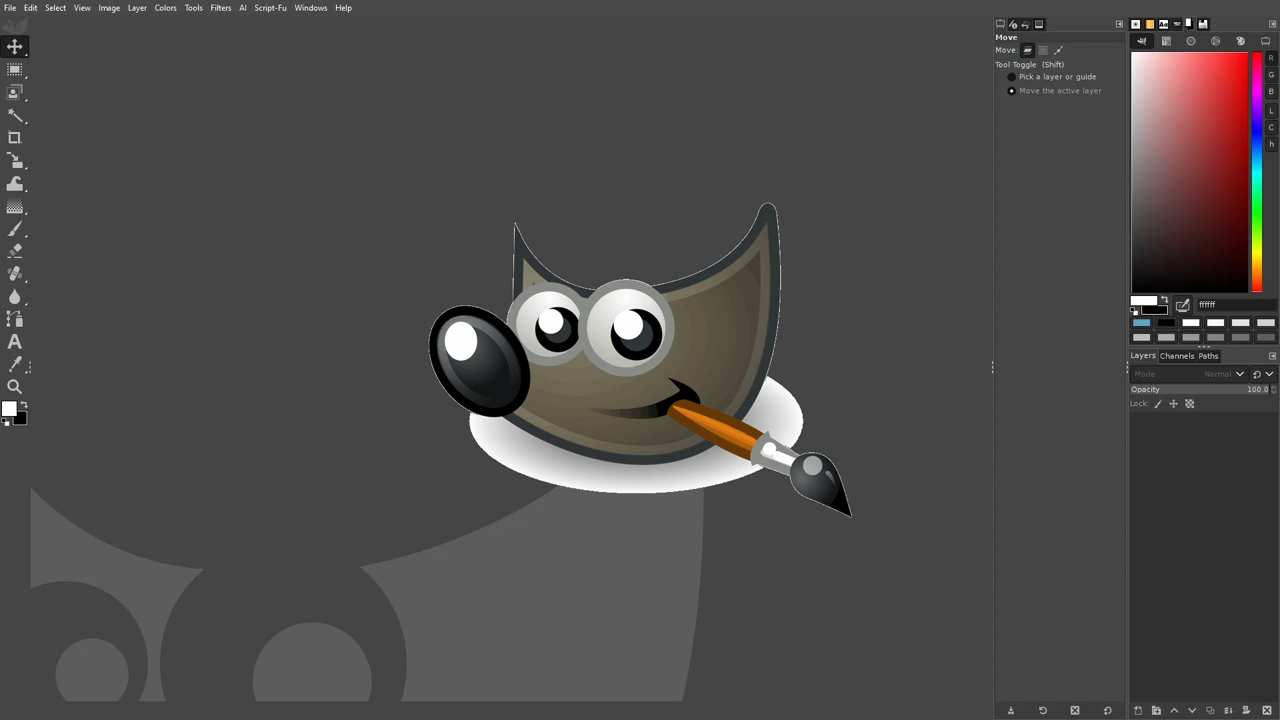 File Edit Select View Image Layer Colors Tools Filters AI Script-Fu Windows Help
Move
Move:
Tool Toggle (Shift)
Pick a layer or guide
Move the active layer
R
G
B
L
C
h
ffffff
Layers Channels Paths
Mode Normal
Opacity 100.0
Lock: